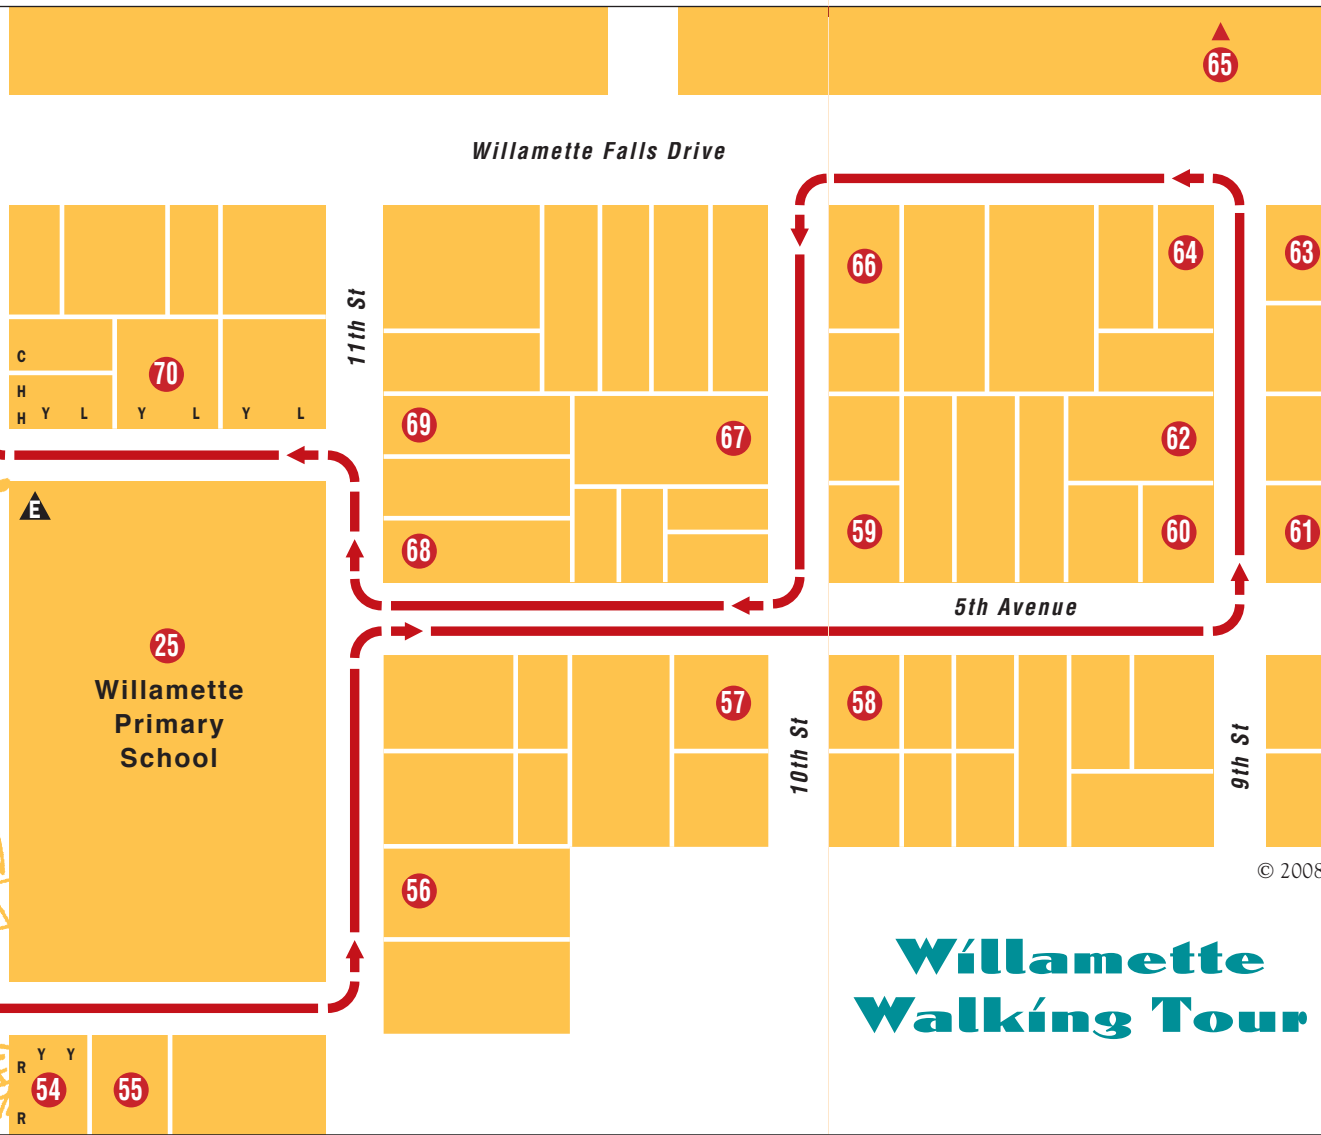 65
Willamette Falls Drive
66
64
63
11th St
C
70
H
H Y L Y L Y L
69
67
62
E
68
59
60
61
5th Avenue
25
Willamette
Primary
School
57
58
10th St
9th St
© 2008
56
Willamette
Walking Tour
Y Y
R
54
55
R